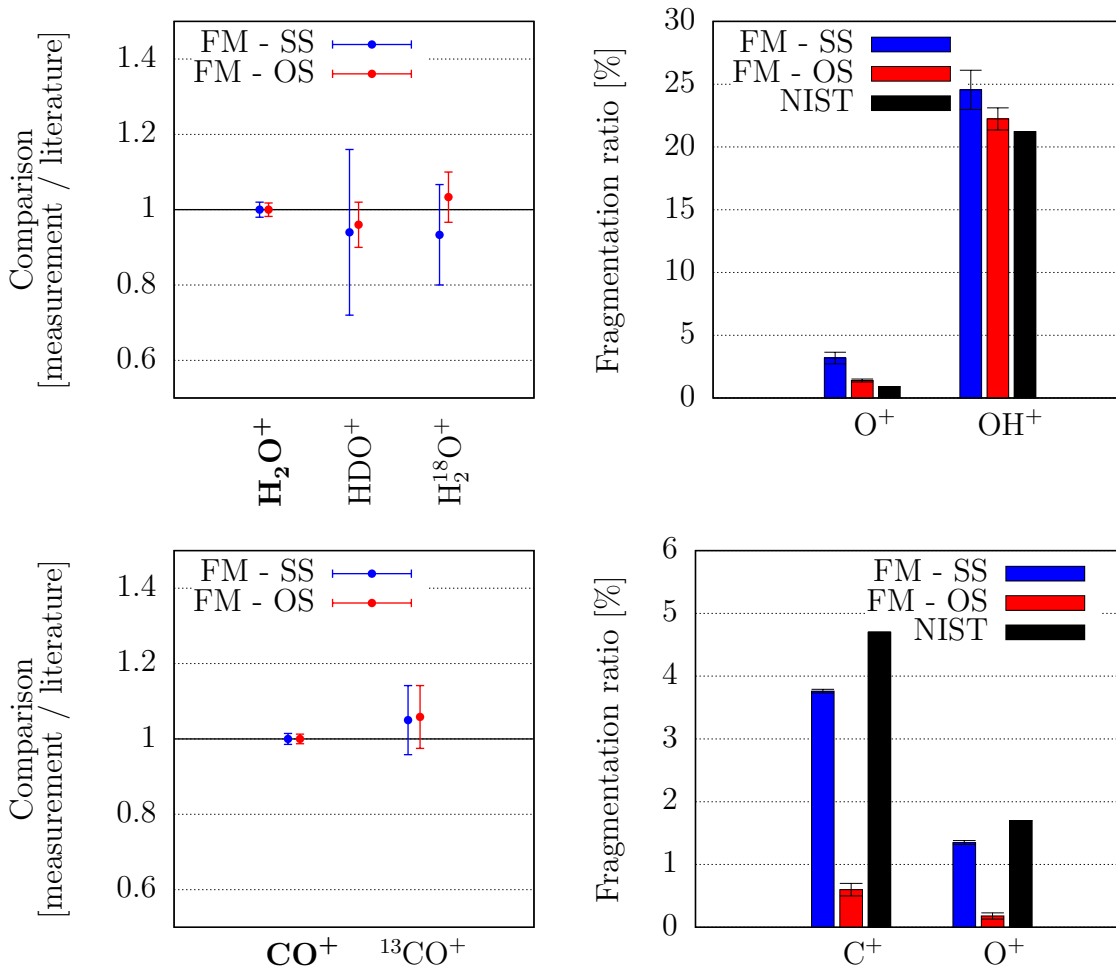 Comparison
[measurement / literature]
1.4
1.2
1
0.8
0.6
FM - SS
FM - OS
H₂O⁺
HDO⁺
H₂¹⁸O⁺
Fragmentation ratio [%]
30
25
20
15
10
5
0
FM - SS
FM - OS
NIST
O⁺
OH⁺
Comparison
[measurement / literature]
1.4
1.2
1
0.8
0.6
FM - SS
FM - OS
CO⁺
¹³CO⁺
Fragmentation ratio [%]
6
5
4
3
2
1
0
FM - SS
FM - OS
NIST
C⁺
O⁺